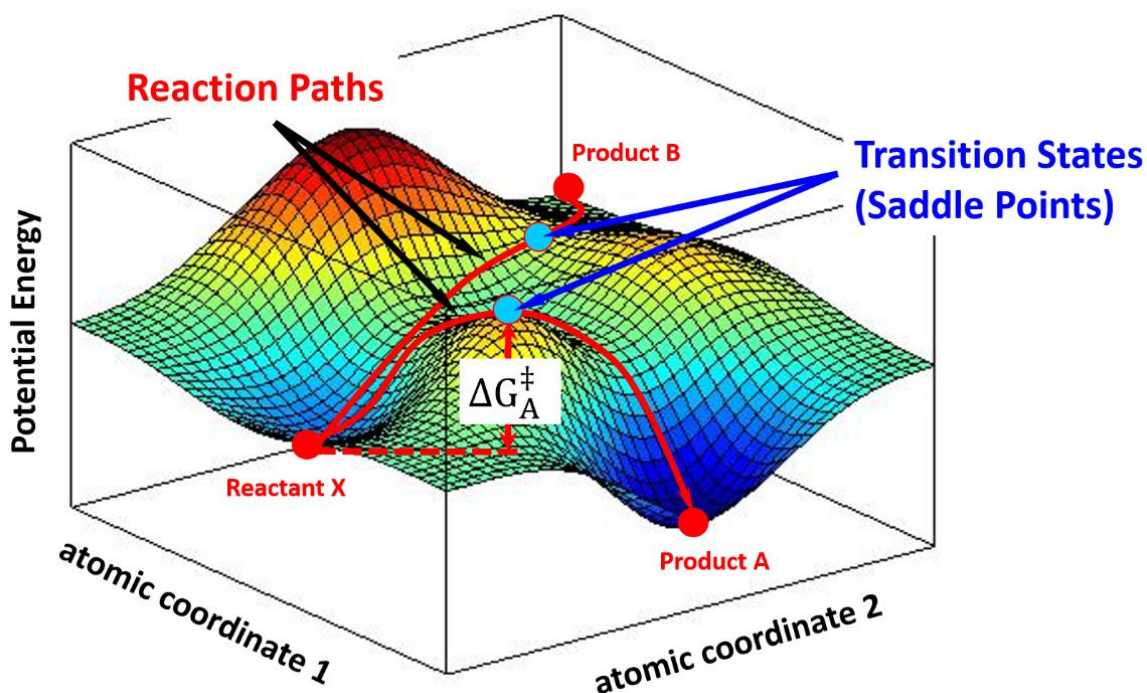 Reaction Paths
Product B
Transition States
(Saddle Points)
Potential Energy
ΔG‡A
Reactant X
Product A
atomic coordinate 1
atomic coordinate 2